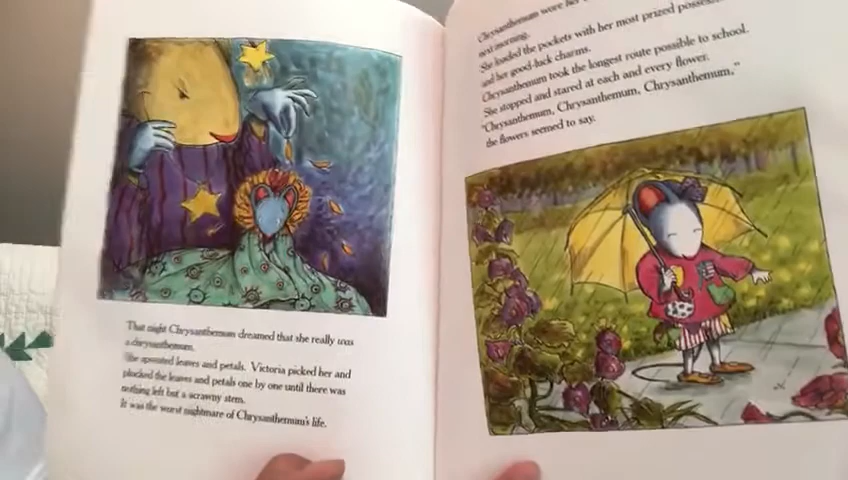 That night Chrysanthemum dreamed that she really was
a chrysanthemum.
She sprouted leaves and petals. Victoria picked her and
plucked the leaves and petals one by one until there was
nothing left but a scrawny stem.
It was the worst nightmare of Chrysanthemum's life.
Chrysanthemum wore her
next morning.
She loaded the pockets with her most prized
and her good-luck charms.
Chrysanthemum took the longest route possible to school.
She stopped and stared at each and every flower.
"Chrysanthemum, Chrysanthemum, Chrysanthemum,"
the flowers seemed to say.